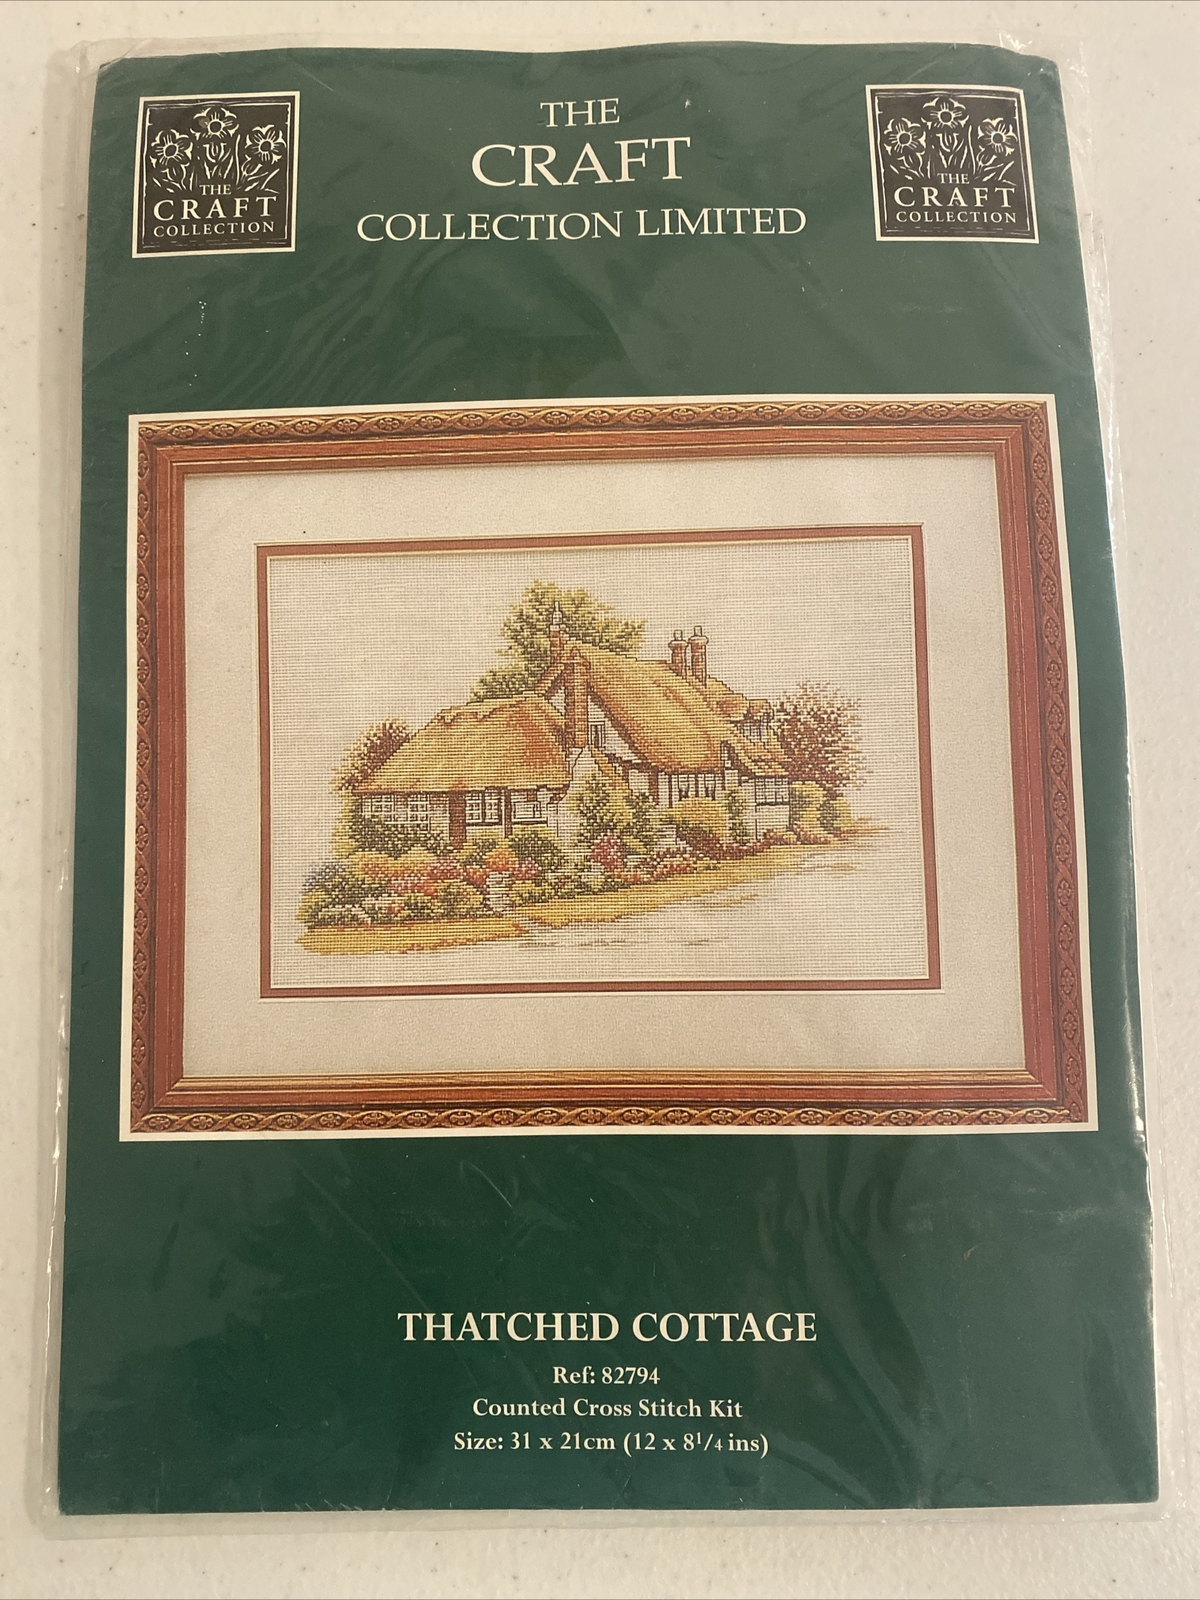 THE
CRAFT
COLLECTION
THE
CRAFT
COLLECTION LIMITED
THE
CRAFT
COLLECTION
THATCHED COTTAGE
Ref: 82794
Counted Cross Stitch Kit
Size: 31 x 21cm (12 x 8¹/₄ ins)